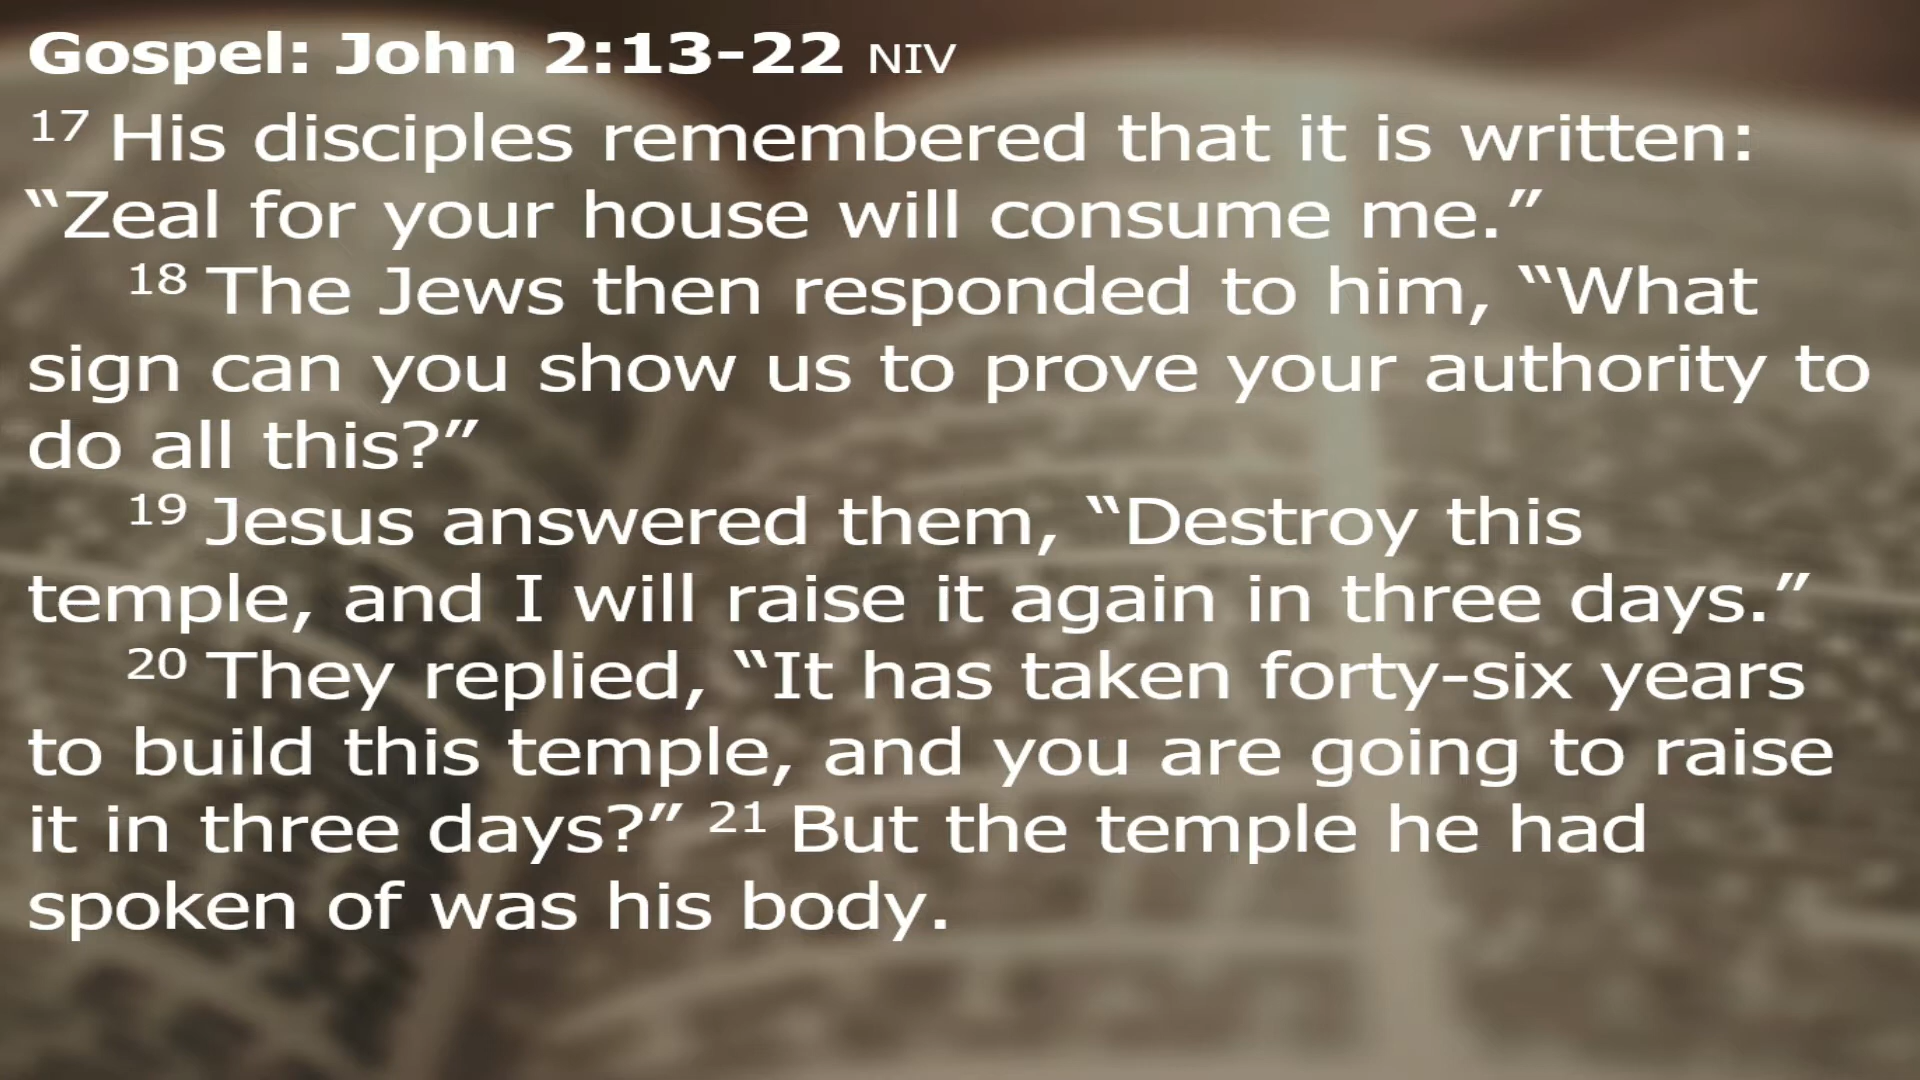 Gospel: John 2:13-22 NIV
17 His disciples remembered that it is written:
“Zeal for your house will consume me.”
18 The Jews then responded to him, “What
sign can you show us to prove your authority to
do all this?”
19 Jesus answered them, “Destroy this
temple, and I will raise it again in three days.”
20 They replied, “It has taken forty-six years
to build this temple, and you are going to raise
it in three days?” 21 But the temple he had
spoken of was his body.